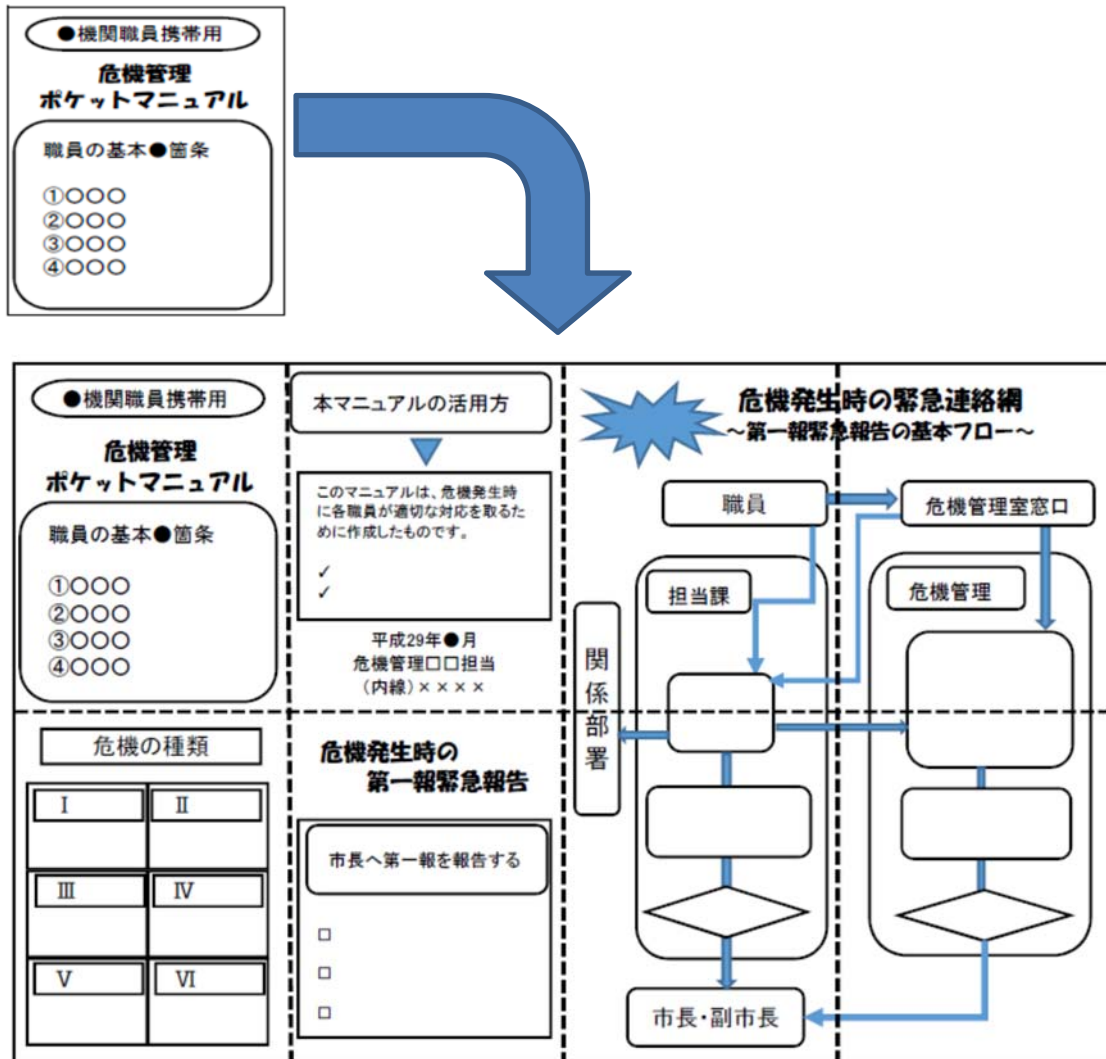 ●機関職員携帯用
危機管理
ポケットマニュアル
職員の基本●箇条
①○○○
②○○○
③○○○
④○○○
●機関職員携帯用
危機管理
ポケットマニュアル
職員の基本●箇条
①○○○
②○○○
③○○○
④○○○
本マニュアルの活用方
このマニュアルは、危機発生時
に各職員が適切な対応を取るた
めに作成したものです。
✓
✓
平成29年●月
危機管理□□担当
(内線)××××
危機発生時の緊急連絡網
～第一報緊急報告の基本フロー～
職員
危機管理室窓口
担当課
危機管理
関係部署
市長・副市長
危機の種類
Ⅰ
Ⅱ
Ⅲ
Ⅳ
Ⅴ
Ⅵ
危機発生時の
第一報緊急報告
市長へ第一報を報告する
□
□
□